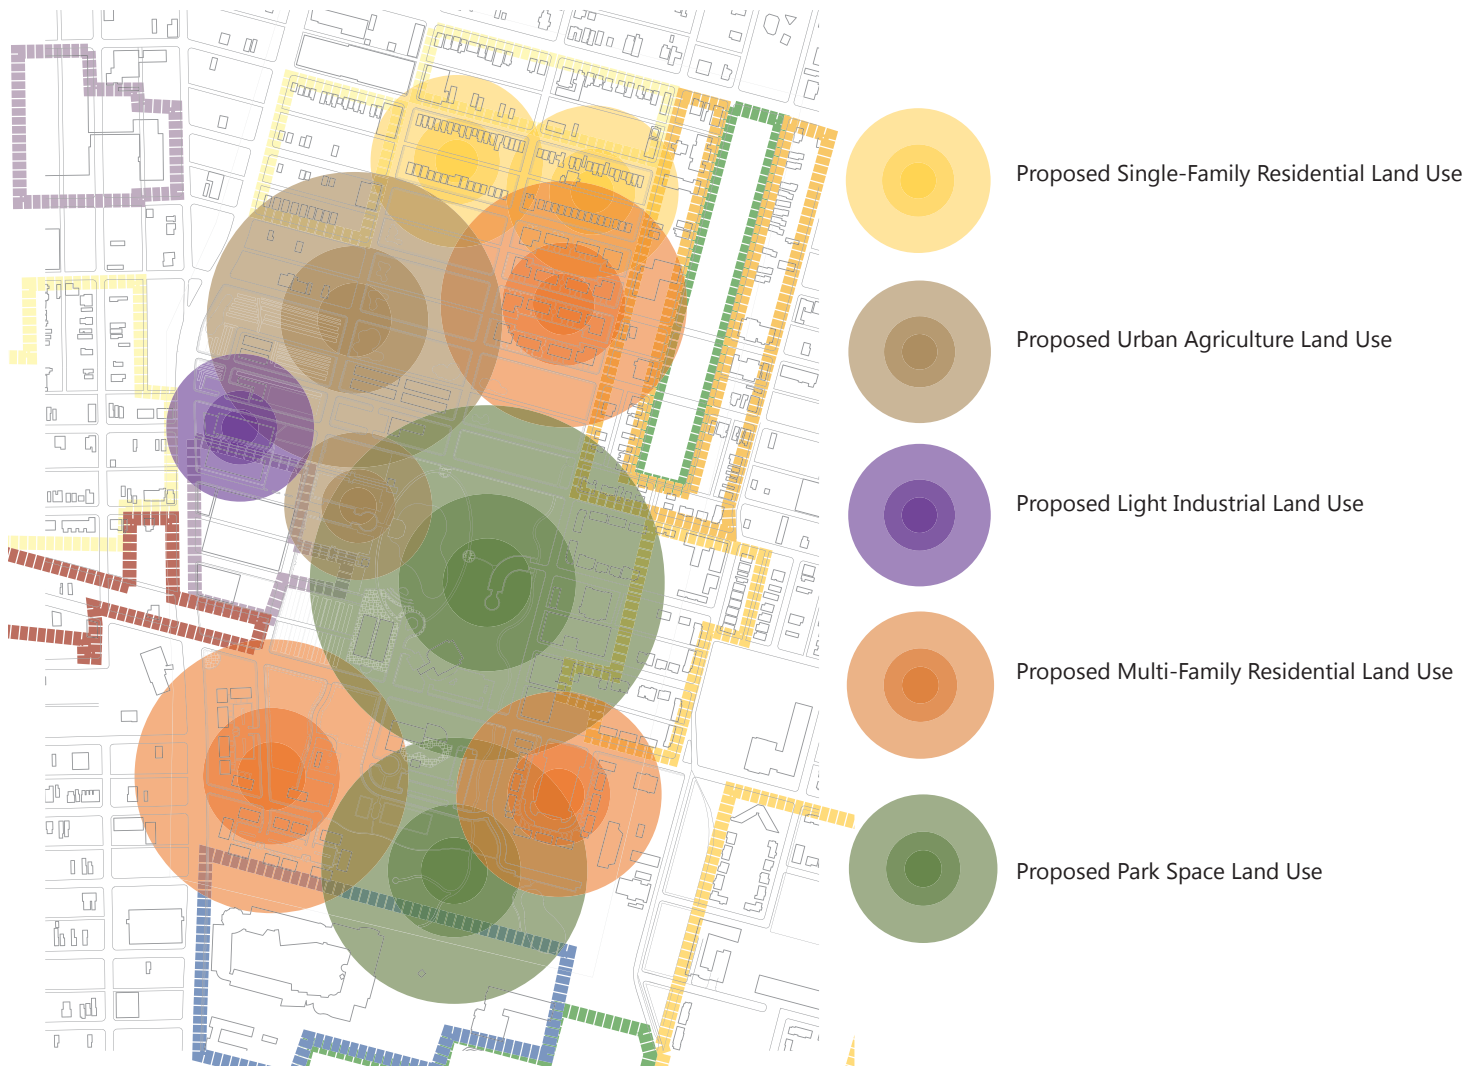 Proposed Single-Family Residential Land Use
Proposed Urban Agriculture Land Use
Proposed Light Industrial Land Use
Proposed Multi-Family Residential Land Use
Proposed Park Space Land Use